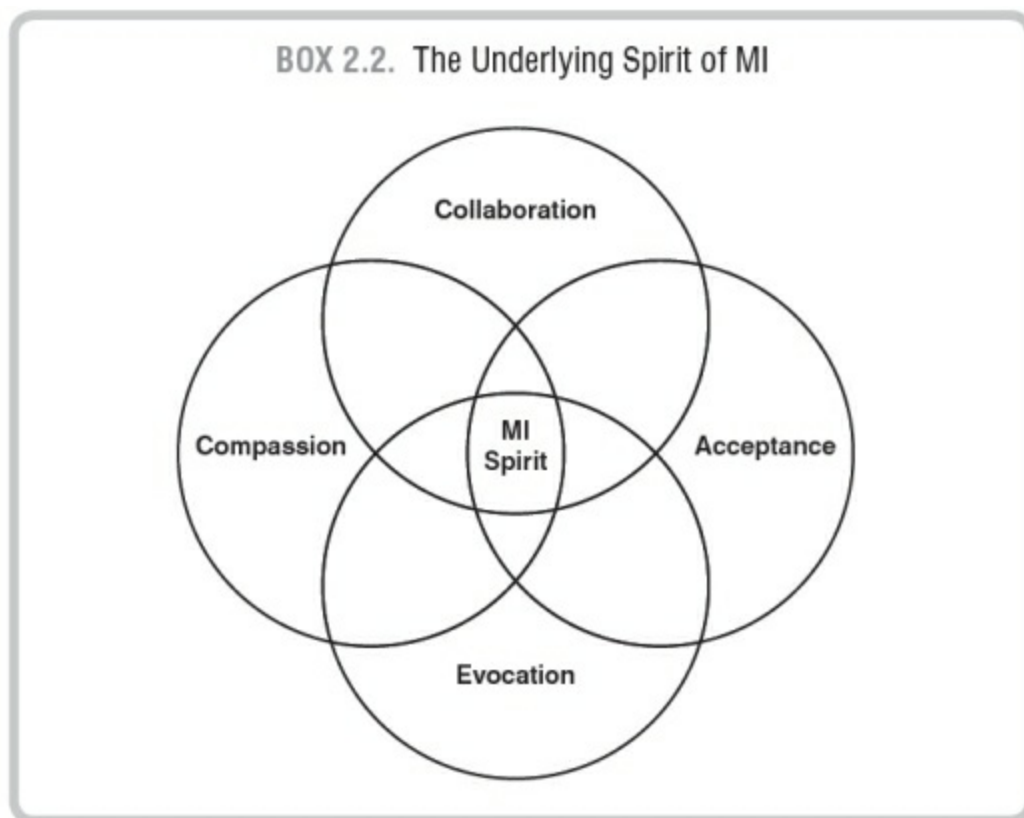 BOX 2.2. The Underlying Spirit of MI
Collaboration
Compassion
MI
Spirit
Acceptance
Evocation